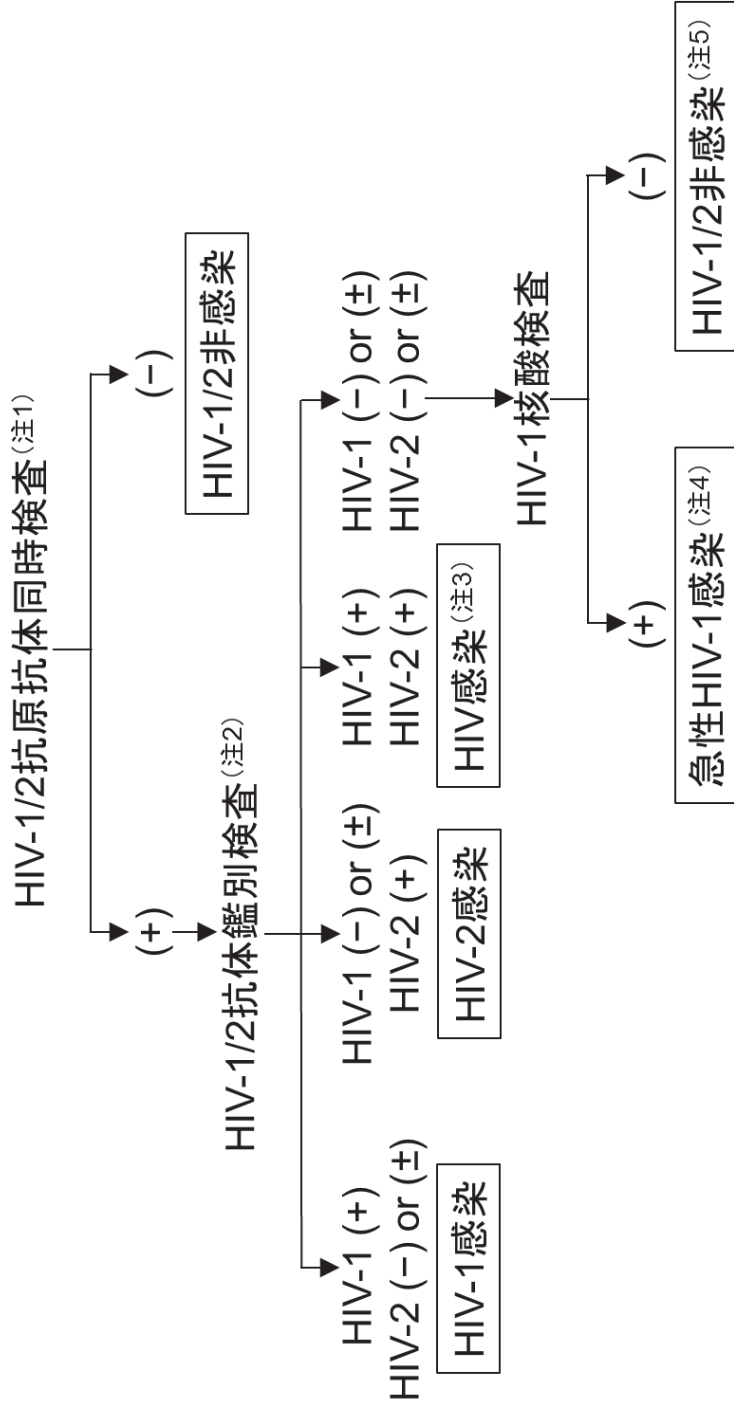 HIV-1/2抗原抗体同時検査(注1)
(+)
(−)
HIV-1/2非感染
HIV-1/2抗体鑑別検査(注2)
HIV-1 (+)
HIV-2 (−) or (±)
HIV-1感染
HIV-1 (−) or (±)
HIV-2 (+)
HIV-2感染
HIV-1 (+)
HIV-2 (+)
HIV感染(注3)
HIV-1 (−) or (±)
HIV-2 (−) or (±)
HIV-1核酸検査
(+)
急性HIV-1感染(注4)
(−)
HIV-1/2非感染(注5)